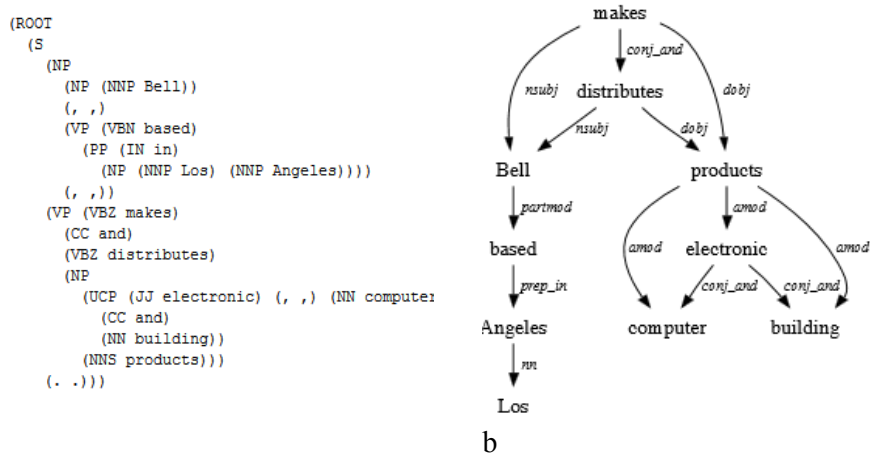 (ROOT
(S
(NP
(NP (NNP Bell))
(, ,)
(VP (VBN based)
(PP (IN in)
(NP (NNP Los) (NNP Angeles))))
(, ,))
(VP (VBZ makes)
(CC and)
(VBZ distributes)
(NP
(UCP (JJ electronic) (, ,) (NN computer
(CC and)
(NN building))
(NNS products)))
(. .)))
makes
conj_and
nsubj
distributes
dobj
nsubj
dobj
Bell
products
partmod
amod
based
amod
electronic
amod
prep_in
conj_and
conj_and
Angeles
computer
building
nn
Los
b